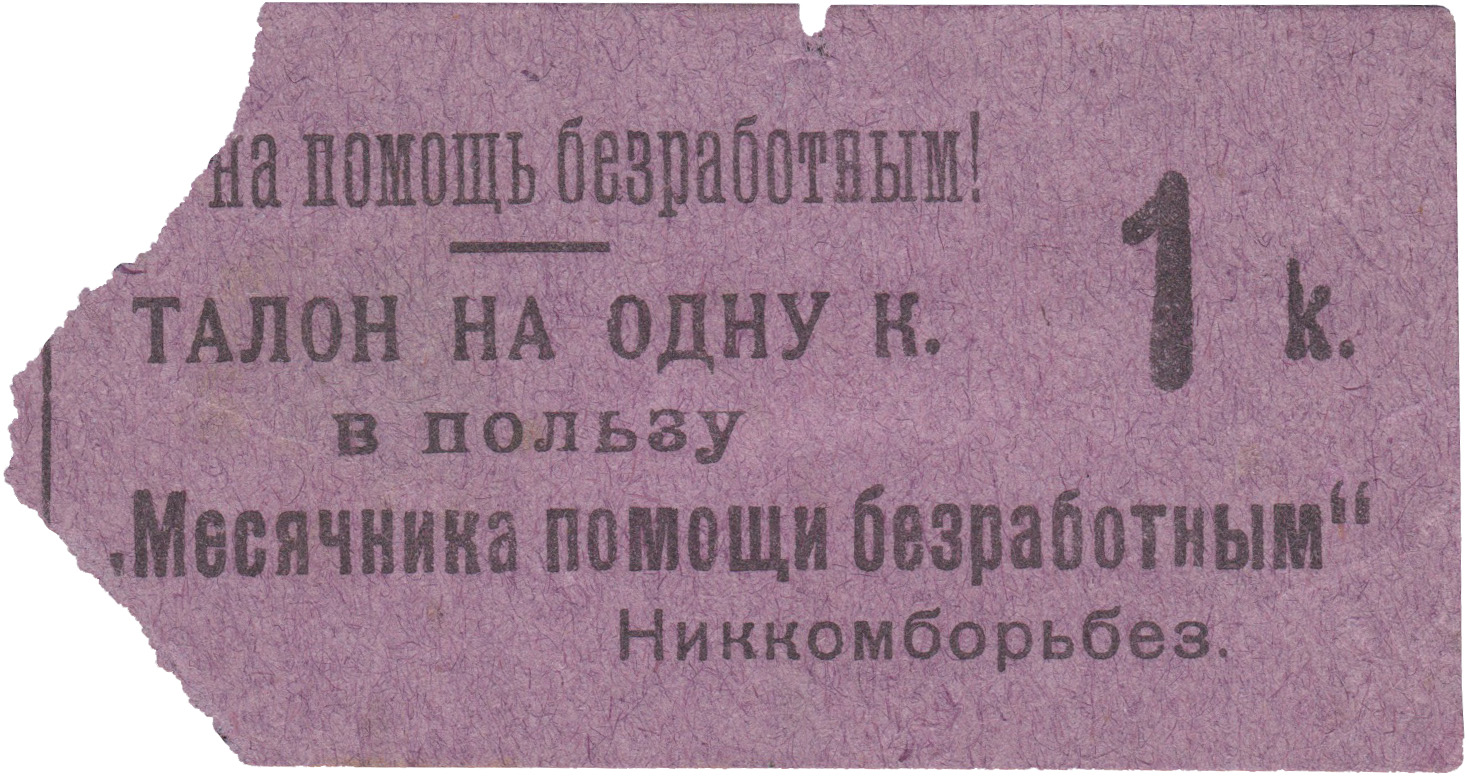 на помощь безработным!
ТАЛОН НА ОДНУ К.
1 к.
в пользу
„Месячника помощи безработным“
Никкомборьбез.